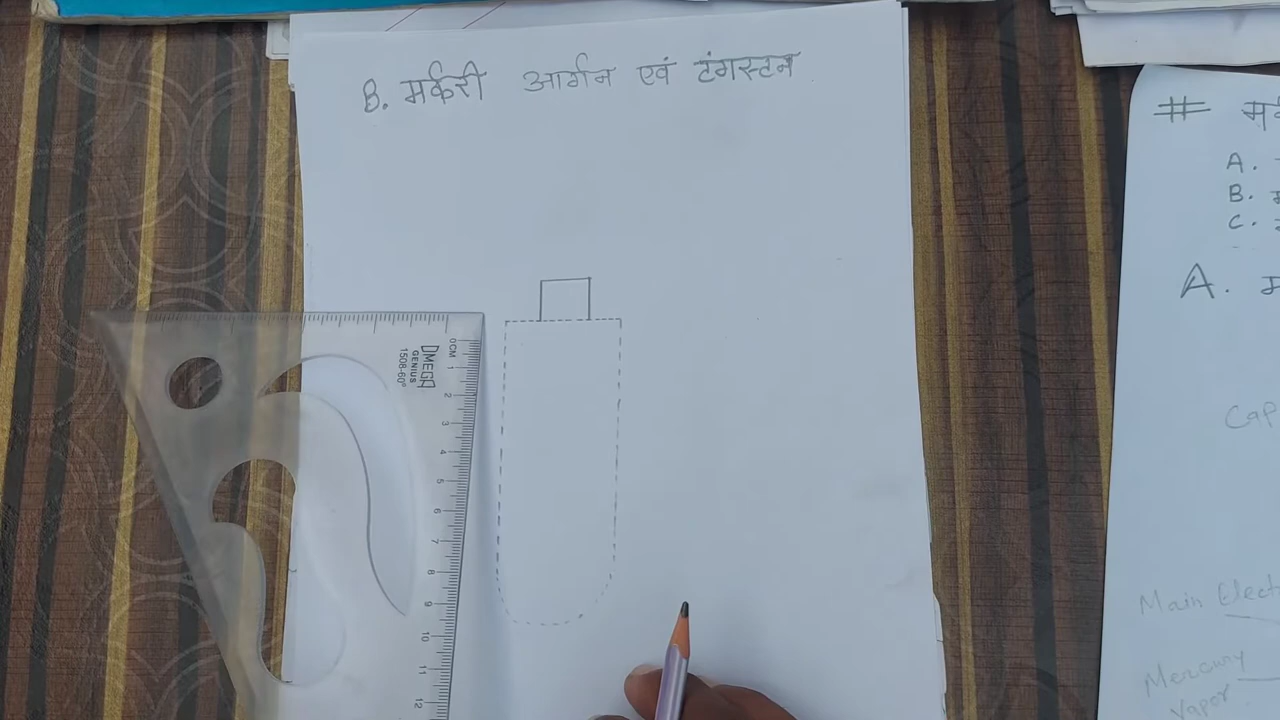 B. मर्करी आर्गन एवं टंगस्टन
OMEGA
GENIUS
1508-60°
0CM
1
2
3
4
5
6
7
8
9
10
11
12
#
A.
B.
C.
A.
Cap
Main Elect
Mercury
Vapor